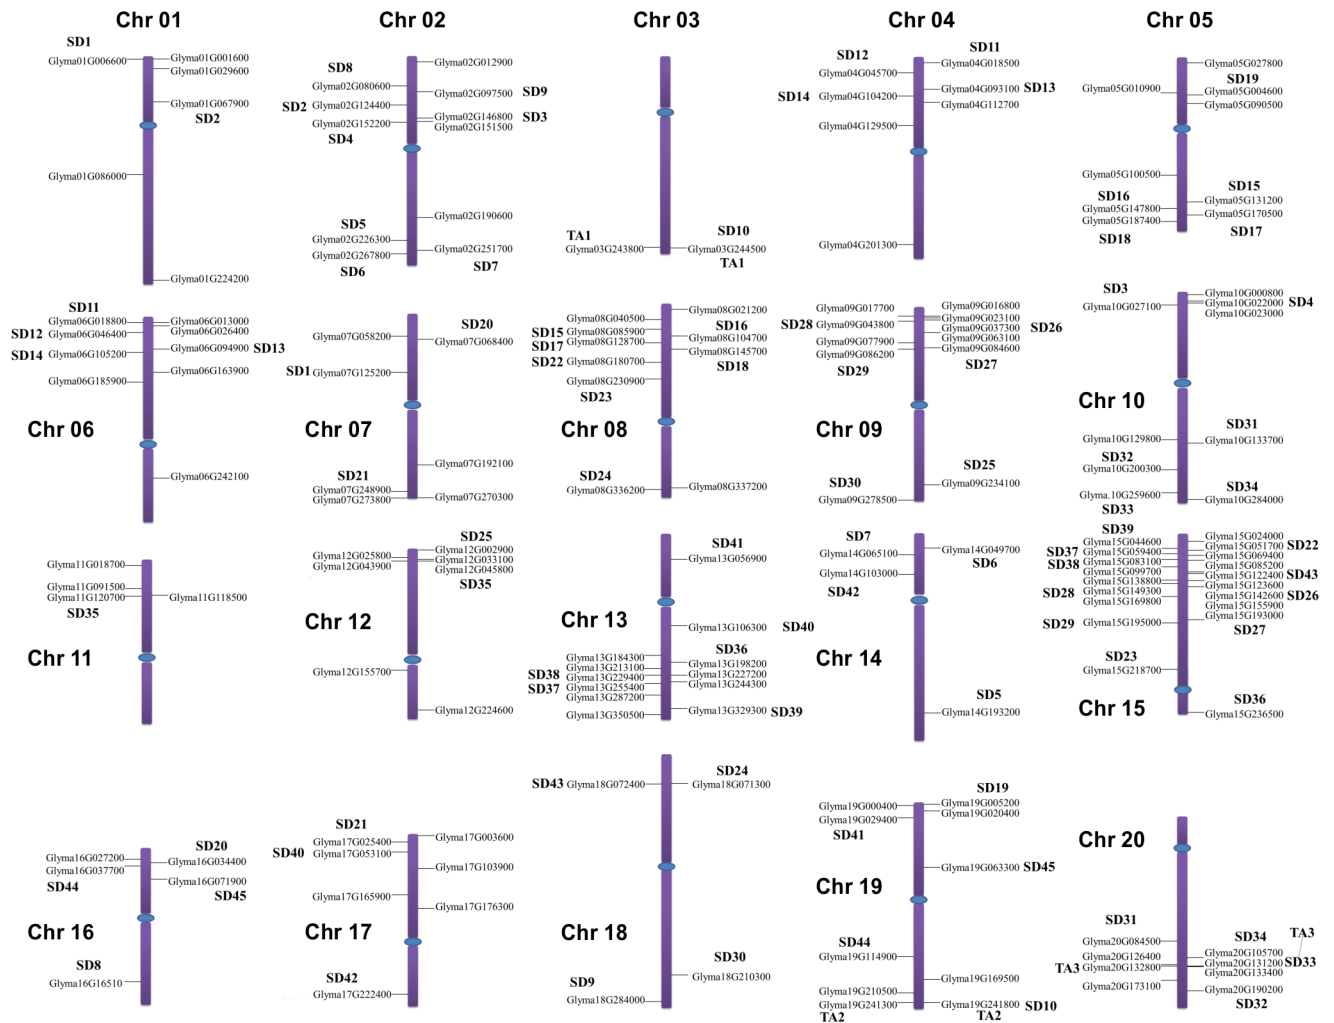 Chr 01
SD1
Glyma01G006600
Glyma01G001600
Glyma01G029600
Glyma01G067900
SD2
Glyma01G086000
Glyma01G224200
Chr 02
SD8
Glyma02G012900
Glyma02G080600
Glyma02G097500 SD9
SD2 Glyma02G124400
Glyma02G146800 SD3
Glyma02G152200
Glyma02G151500
SD4
Glyma02G190600
SD5
Glyma02G226300
Glyma02G251700
Glyma02G267800
SD7
SD6
Chr 03
TA1
SD10
Glyma03G243800
Glyma03G244500
TA1
Chr 04
SD12
SD11
Glyma04G018500
Glyma04G045700
Glyma04G093100 SD13
SD14 Glyma04G104200
Glyma04G112700
Glyma04G129500
Glyma04G201300
Chr 05
Glyma05G027800
SD19
Glyma05G010900
Glyma05G004600
Glyma05G090500
Glyma05G100500
SD15
SD16
Glyma05G131200
Glyma05G147800
Glyma05G170500
Glyma05G187400
SD17
SD18
SD11
Glyma06G018800
Glyma06G013000
SD12 Glyma06G046400
Glyma06G026400
SD14 Glyma06G105200
Glyma06G094900 SD13
Glyma06G163900
Glyma06G185900
Chr 06
Glyma06G242100
SD20
Glyma07G058200
Glyma07G068400
SD1 Glyma07G125200
Chr 07
Glyma07G192100
SD21
Glyma07G248900
Glyma07G273800
Glyma07G270300
Glyma08G021200
Glyma08G040500
SD16
SD15 Glyma08G085900
Glyma08G104700
SD17 Glyma08G128700
Glyma08G145700
SD22 Glyma08G180700
SD18
Glyma08G230900
SD23
Chr 08
SD24
Glyma08G336200
Glyma08G337200
Glyma09G017700
Glyma09G016800
SD28 Glyma09G043800
Glyma09G023100
Glyma09G037300 SD26
Glyma09G077900
Glyma09G063100
Glyma09G086200
Glyma09G084600
SD29
SD27
Chr 09
SD25
SD30
Glyma09G234100
Glyma09G278500
SD3
Glyma10G000800
Glyma10G027100
Glyma10G022000 SD4
Glyma10G023000
Chr 10
SD31
Glyma10G129800
Glyma10G133700
SD32
Glyma10G200300
SD34
Glyma.10G259600
Glyma10G284000
SD33
Glyma11G018700
Glyma11G091500
Glyma11G120700
Glyma11G118500
SD35
Chr 11
SD25
Glyma12G025800
Glyma12G002900
Glyma12G043900
Glyma12G033100
Glyma12G045800
SD35
Chr 12
Glyma12G155700
Glyma12G224600
SD41
Glyma13G056900
Chr 13
Glyma13G106300 SD40
SD36
Glyma13G184300
Glyma13G198200
Glyma13G213100
Glyma13G227200
SD38 Glyma13G229400
Glyma13G244300
SD37 Glyma13G255400
Glyma13G287200
Glyma13G329300 SD39
Glyma13G350500
SD7
Glyma14G065100
Glyma14G049700
SD6
Glyma14G103000
SD42
Chr 14
SD5
Glyma14G193200
SD39
Glyma15G044600
Glyma15G024000
SD37 Glyma15G059400
Glyma15G051700 SD22
SD38 Glyma15G083100
Glyma15G069400
Glyma15G099700
Glyma15G085200
Glyma15G138800
Glyma15G122400 SD43
SD28 Glyma15G149300
Glyma15G123600
Glyma15G169800
Glyma15G142600 SD26
Glyma15G155900
Glyma15G193000
SD29 Glyma15G195000
SD27
SD23
Glyma15G218700
Chr 15
SD36
Glyma15G236500
SD20
Glyma16G027200
Glyma16G034400
Glyma16G037700
Glyma16G071900
SD44
SD45
Chr 16
SD8
Glyma16G16510
SD21
Glyma17G003600
Glyma17G025400
SD40 Glyma17G053100
Glyma17G103900
Glyma17G165900
Glyma17G176300
Chr 17
SD42
Glyma17G222400
SD24
SD43 Glyma18G072400
Glyma18G071300
Chr 18
SD30
Glyma18G210300
SD9
Glyma18G284000
SD19
Glyma19G000400
Glyma19G005200
Glyma19G029400
Glyma19G020400
SD41
Glyma19G063300 SD45
Chr 19
SD44
Glyma19G114900
Glyma19G169500
Glyma19G210500
Glyma19G241300
Glyma19G241800 SD10
TA2
TA2
Chr 20
SD31
SD34
TA3
Glyma20G084500
Glyma20G105700
Glyma20G126400
Glyma20G131200 SD33
TA3 Glyma20G132800
Glyma20G133400
Glyma20G173100
Glyma20G190200
SD32